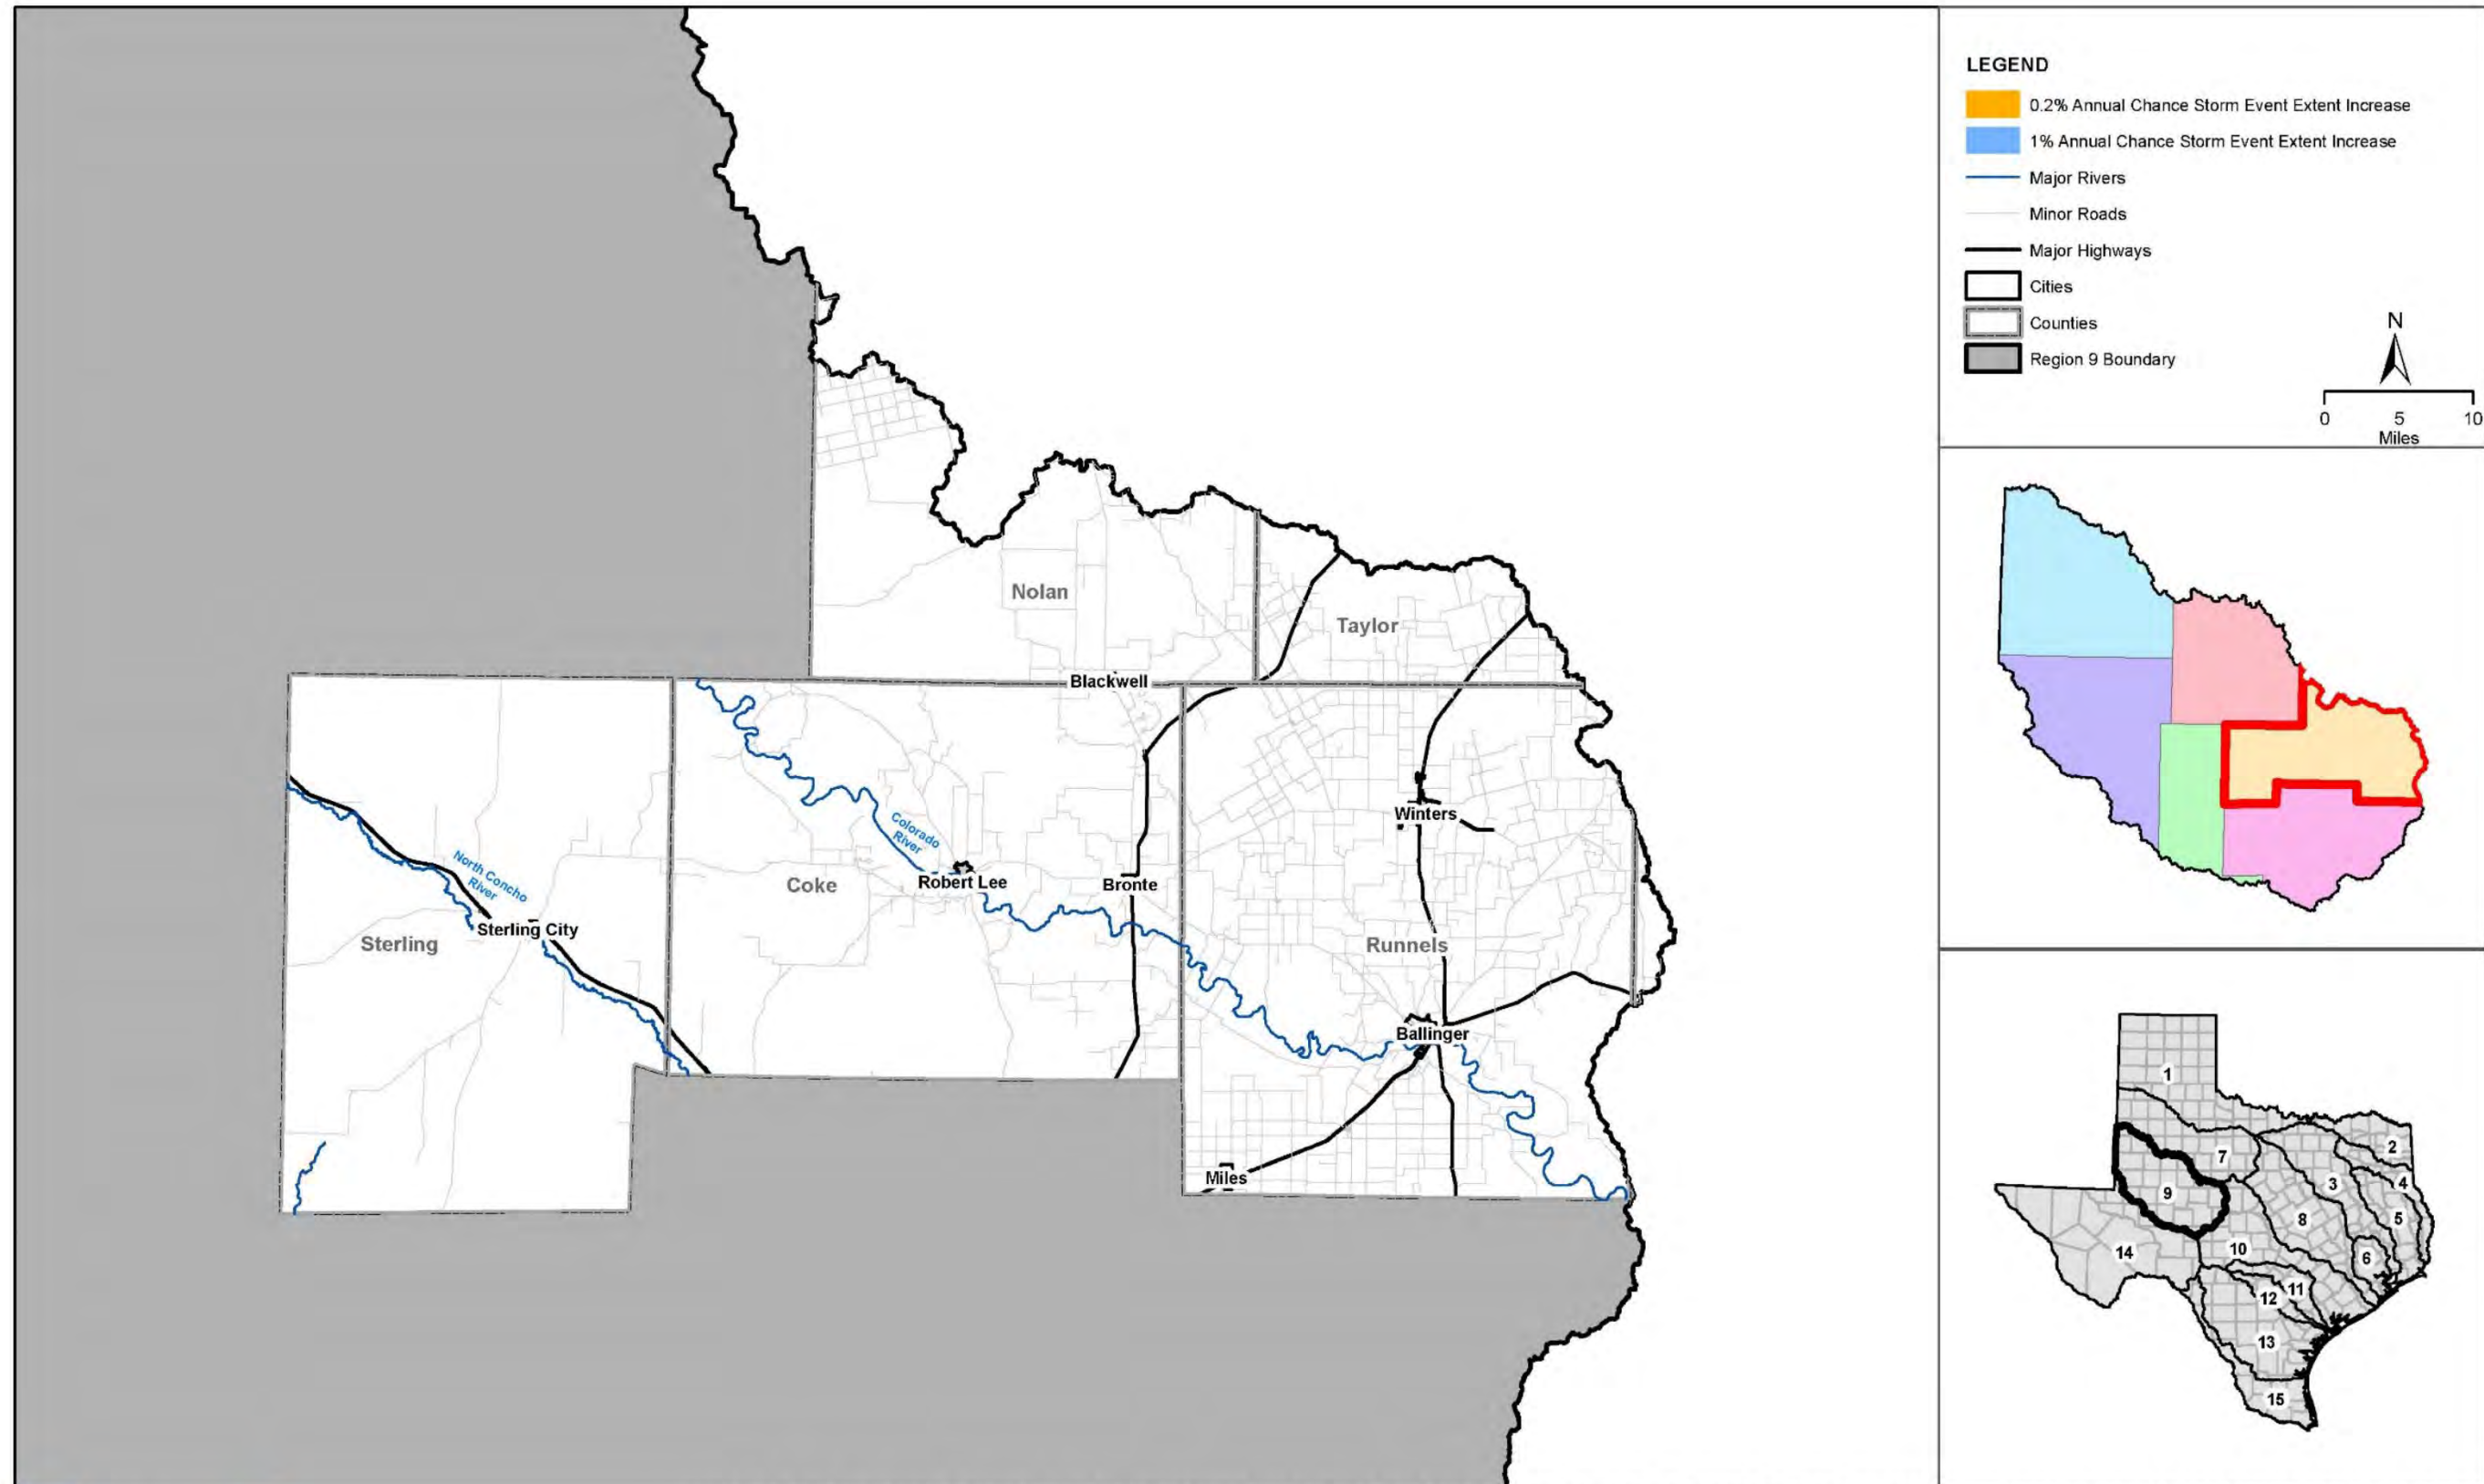 Nolan
Taylor
Blackwell
Winters
Colorado
River
North Concho
River
Coke
Robert Lee
Bronte
Sterling City
Sterling
Runnels
Ballinger
Miles
LEGEND
0.2% Annual Chance Storm Event Extent Increase
1% Annual Chance Storm Event Extent Increase
Major Rivers
Minor Roads
Major Highways
Cities
Counties
Region 9 Boundary
N
0 5 10
Miles
1
2
7
3
4
9
8
5
14
10
6
11
12
13
15